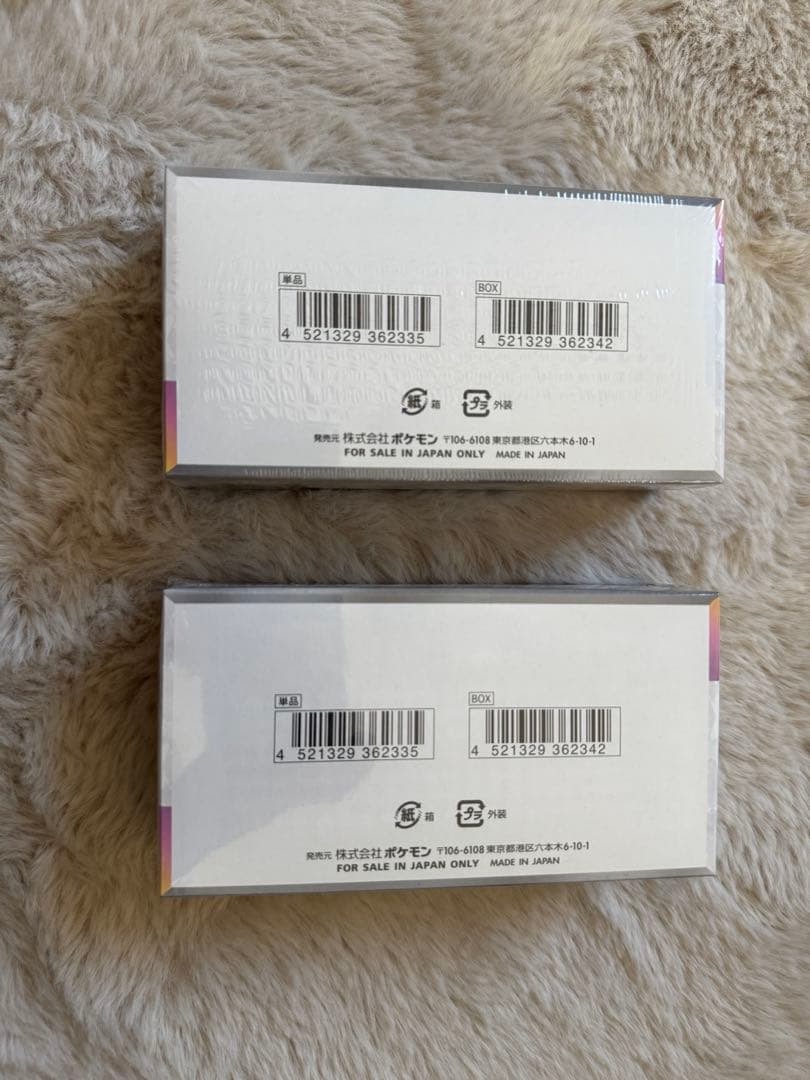 単品
BOX
4 521329 362335
4 521329 362342
紙 箱
プラ 外装
発売元 株式会社ポケモン 〒106-6108 東京都港区六本木6-10-1
FOR SALE IN JAPAN ONLY MADE IN JAPAN
単品
BOX
4 521329 362335
4 521329 362342
紙 箱
プラ 外装
発売元 株式会社ポケモン 〒106-6108 東京都港区六本木6-10-1
FOR SALE IN JAPAN ONLY MADE IN JAPAN